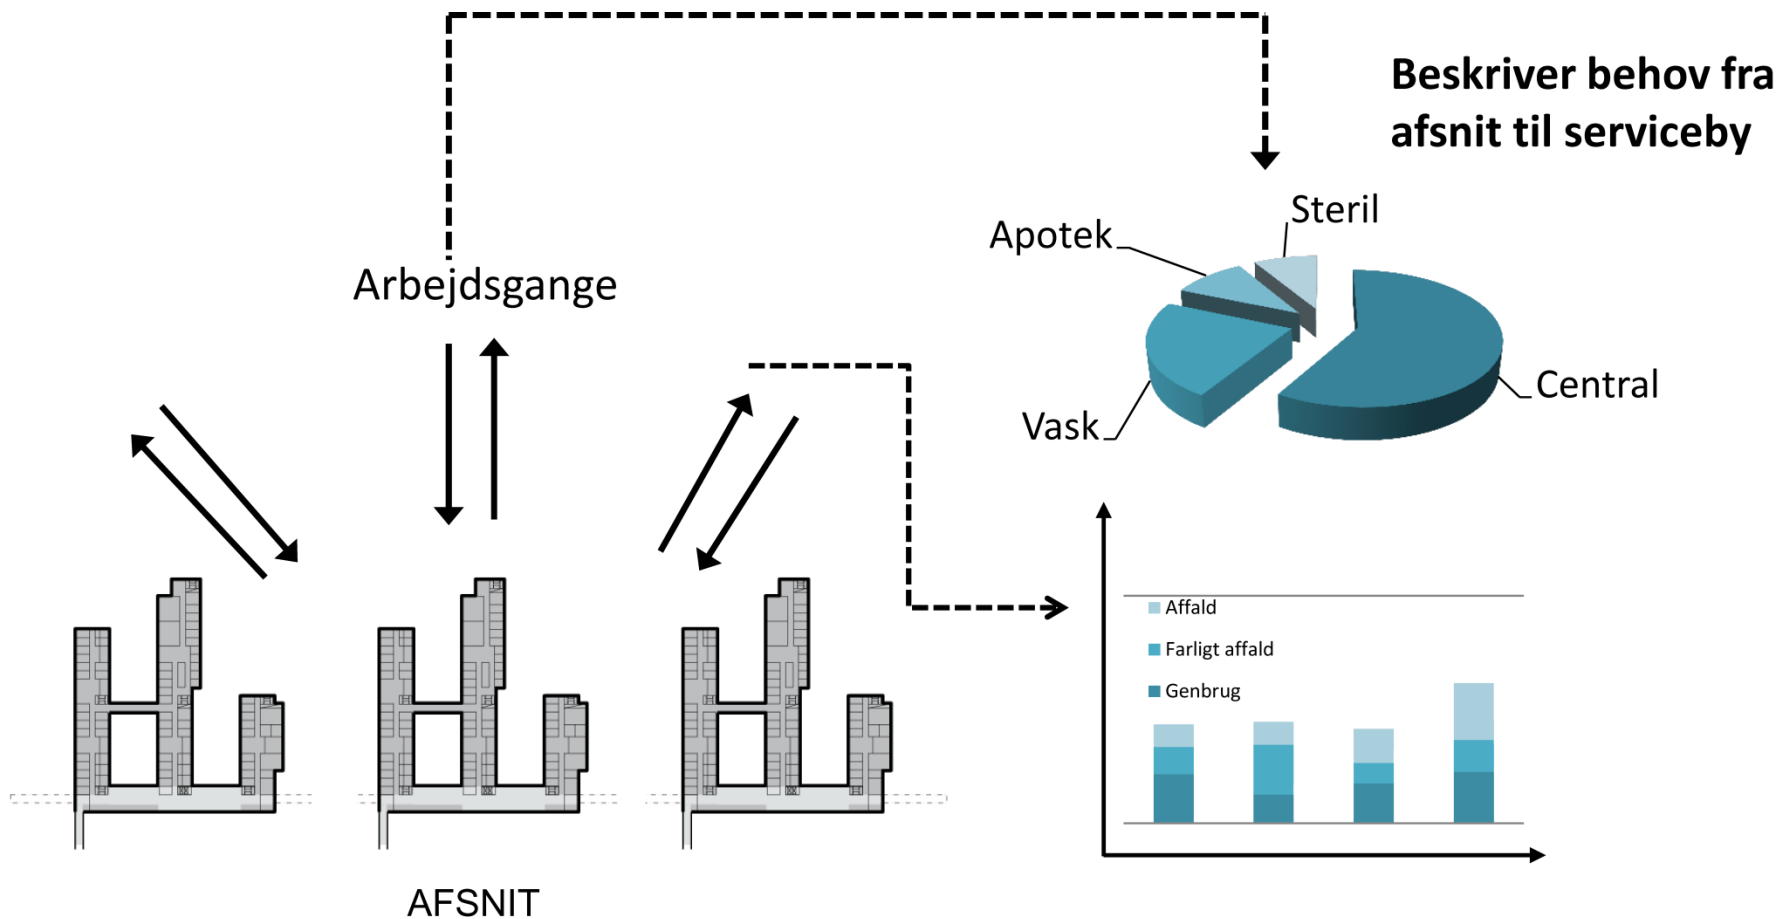 Beskriver behov fra
afsnit til serviceby
Steril
Apotek
Arbejdsgange
Central
Vask
Affald
Farligt affald
Genbrug
AFSNIT